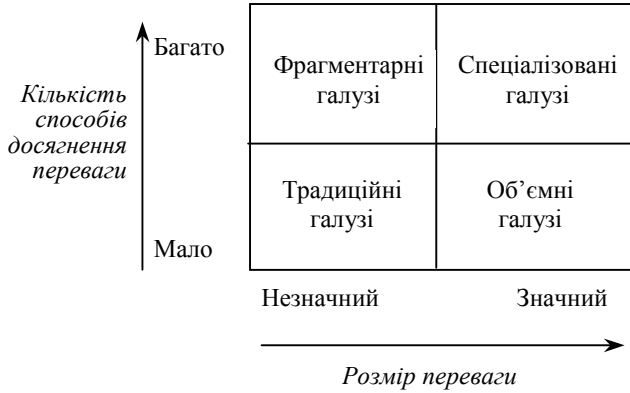 Багато
Кількість
способів
досягнення
переваги
Мало
Фрагментарні
галузі
Спеціалізовані
галузі
Традиційні
галузі
Об’ємні
галузі
Незначний
Значний
Розмір переваги